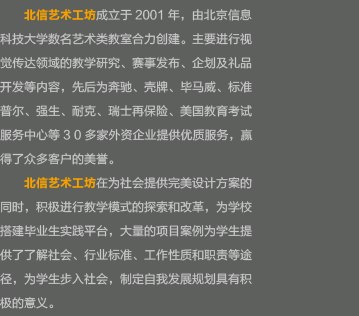 北信艺术工坊成立于 2001 年，由北京信息
科技大学数名艺术类教室合力创建。主要进行视
觉传达领域的教学研究、赛事发布、企划及礼品
开发等内容，先后为奔驰、壳牌、毕马威、标准
普尔、强生、耐克、瑞士再保险、美国教育考试
服务中心等 3 0 多家外资企业提供优质服务，赢
得了众多客户的美誉。
北信艺术工坊在为社会提供完美设计方案的
同时，积极进行教学模式的探索和改革，为学校
搭建毕业生实践平台，大量的项目案例为学生提
供了了解社会、行业标准、工作性质和职责等途
径，为学生步入社会，制定自我发展规划具有积
极的意义。